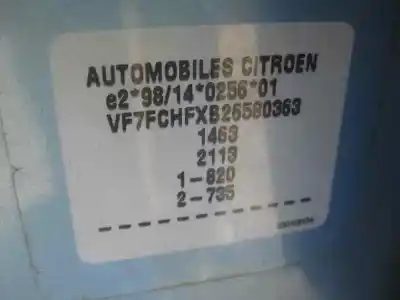 AUTOMOBILES CITROEN
e2*98/14*0256*01
VF7FCHFXB26580363
1463
2113
1-820
2-735